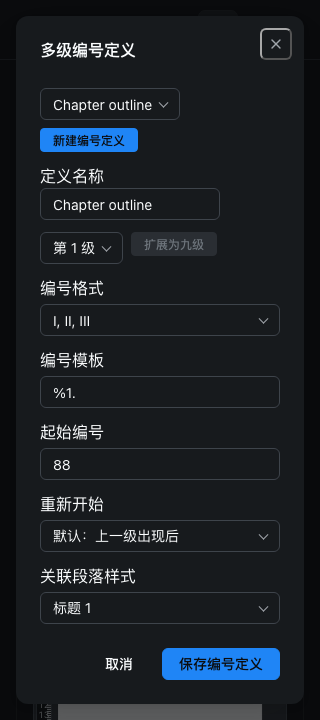 多级编号定义
Chapter outline
新建编号定义
定义名称
Chapter outline
第 1 级
扩展为九级
编号格式
I, II, III
编号模板
%1.
起始编号
88
重新开始
默认：上一级出现后
关联段落样式
标题 1
取消
保存编号定义